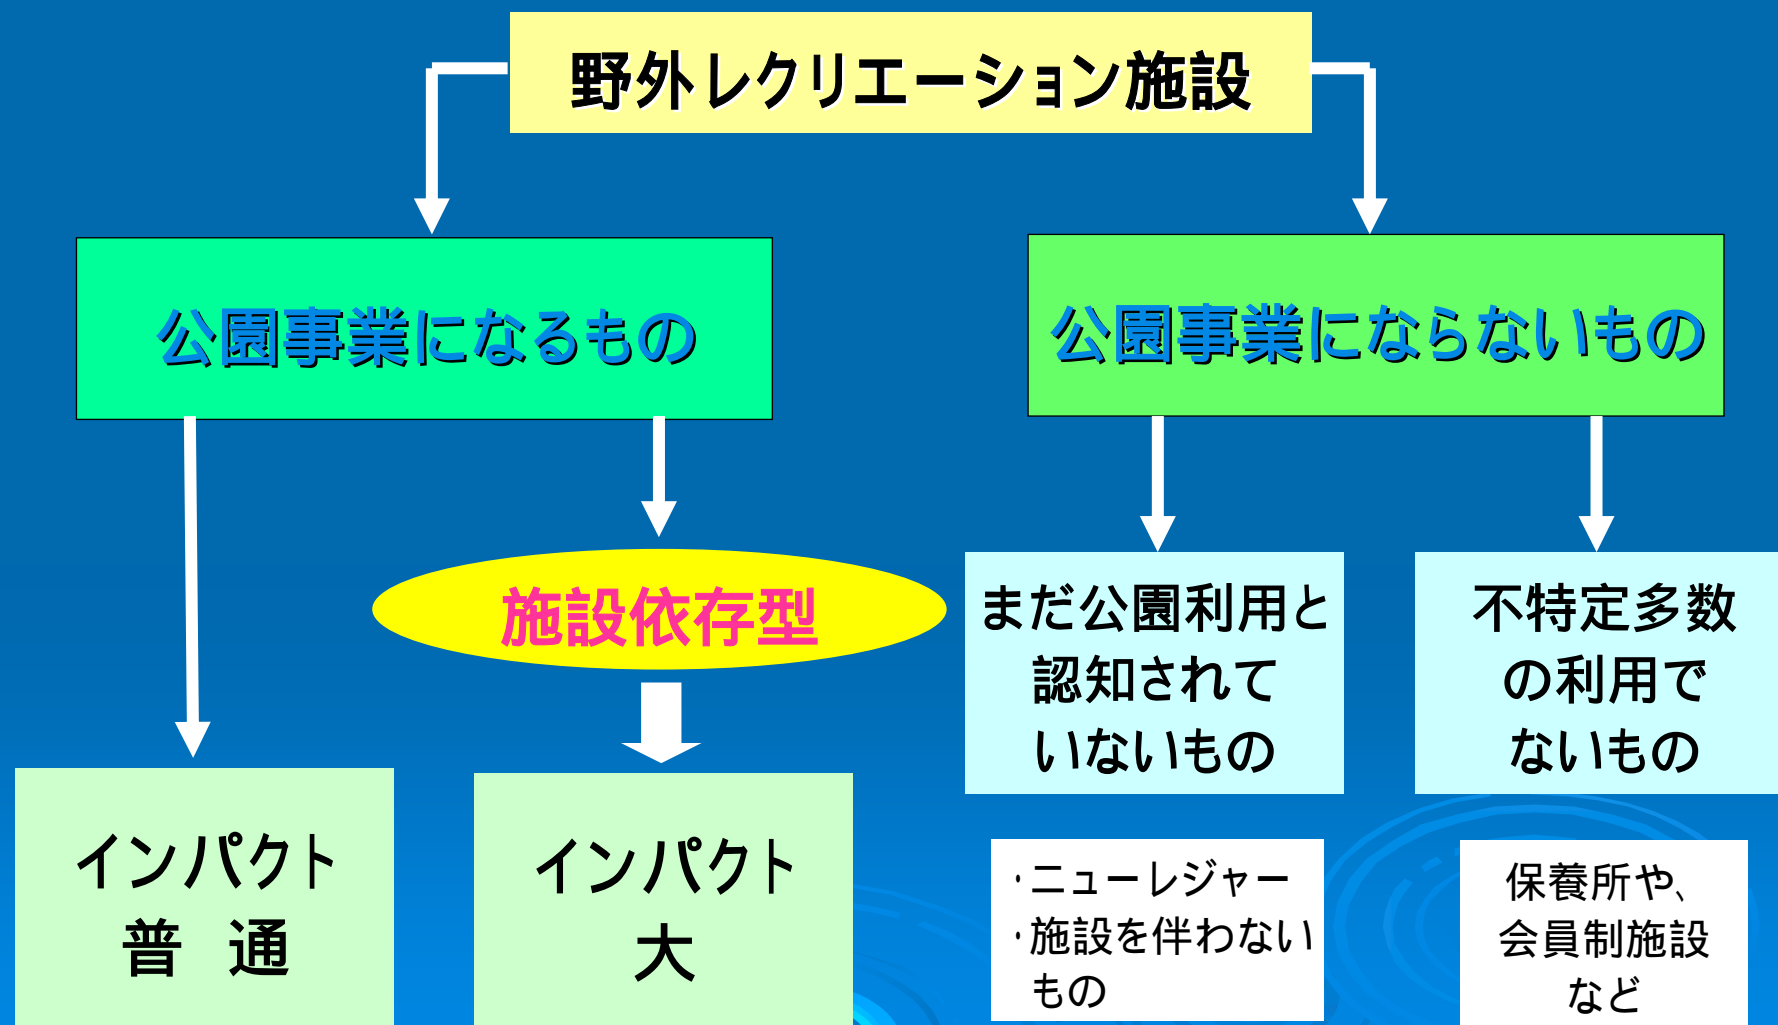 野外レクリエーション施設
公園事業になるもの
公園事業にならないもの
施設依存型
インパクト
普　通
インパクト
大
まだ公園利用と
認知されて
いないもの
・ニューレジャー
・施設を伴わない
もの
不特定多数
の利用で
ないもの
保養所や、
会員制施設
など